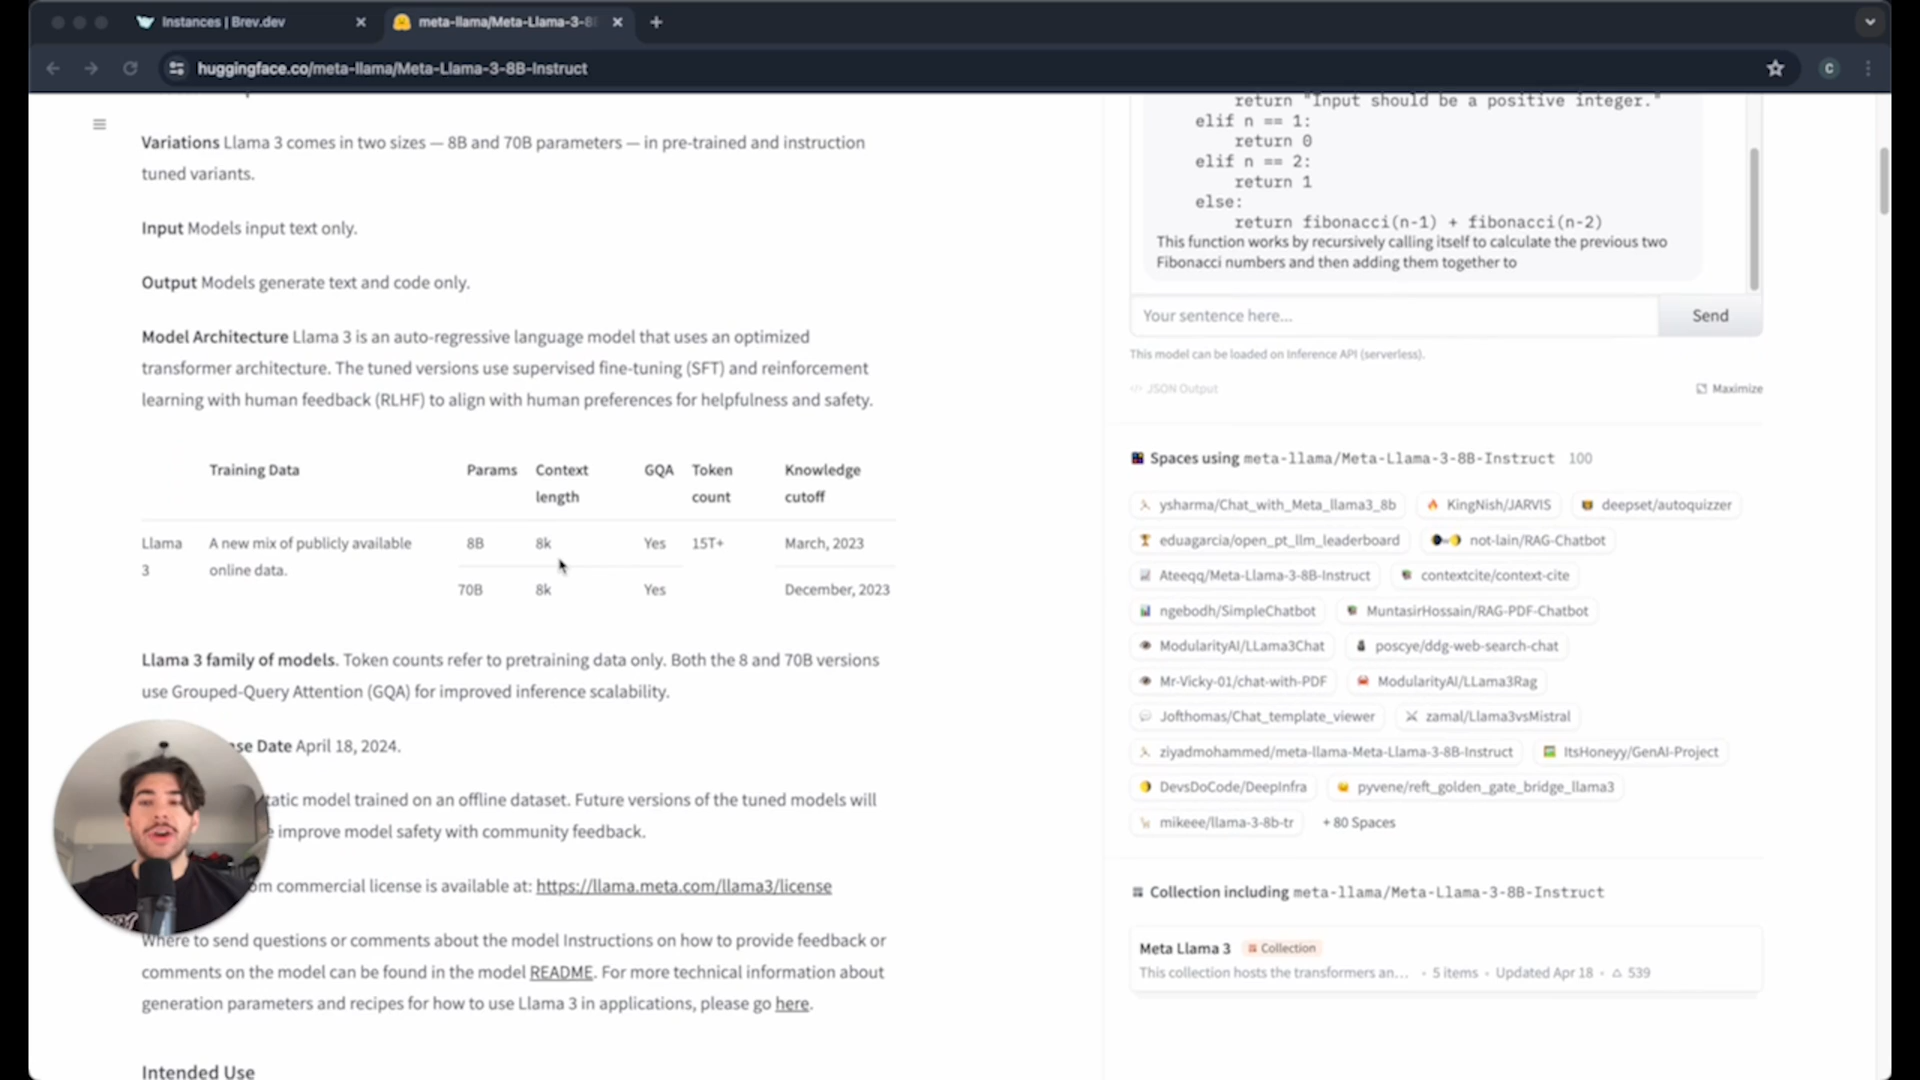 Instances | Brev.dev
meta-llama/Meta-Llama-3-8
huggingface.co/meta-llama/Meta-Llama-3-8B-Instruct
C
Variations Llama 3 comes in two sizes — 8B and 70B parameters — in pre-trained and instruction
tuned variants.
Input Models input text only.
Output Models generate text and code only.
Model Architecture Llama 3 is an auto-regressive language model that uses an optimized
transformer architecture. The tuned versions use supervised fine-tuning (SFT) and reinforcement
learning with human feedback (RLHF) to align with human preferences for helpfulness and safety.
Training Data Params Context length GQA Token count Knowledge cutoff
Llama 3 A new mix of publicly available online data. 8B 8k Yes 15T+ March, 2023
70B 8k Yes December, 2023
Llama 3 family of models. Token counts refer to pretraining data only. Both the 8 and 70B versions
use Grouped-Query Attention (GQA) for improved inference scalability.
se Date April 18, 2024.
tatic model trained on an offline dataset. Future versions of the tuned models will
e improve model safety with community feedback.
om commercial license is available at: https://llama.meta.com/llama3/license
Where to send questions or comments about the model Instructions on how to provide feedback or
comments on the model can be found in the model README. For more technical information about
generation parameters and recipes for how to use Llama 3 in applications, please go here.
Intended Use
return "Input should be a positive integer."
elif n == 1:
return 0
elif n == 2:
return 1
else:
return fibonacci(n-1) + fibonacci(n-2)
This function works by recursively calling itself to calculate the previous two
Fibonacci numbers and then adding them together to
Your sentence here... Send
This model can be loaded on Inference API (serverless).
</> JSON Output Maximize
Spaces using meta-llama/Meta-Llama-3-8B-Instruct 100
ysharma/Chat_with_Meta_llama3_8b KingNish/JARVIS deepset/autoquizzer
eduagarcia/open_pt_llm_leaderboard not-lain/RAG-Chatbot
Ateeqq/Meta-Llama-3-8B-Instruct contextcite/context-cite
ngebodh/SimpleChatbot MuntasirHossain/RAG-PDF-Chatbot
ModularityAI/LLama3Chat poscye/ddg-web-search-chat
Mr-Vicky-01/chat-with-PDF ModularityAI/LLama3Rag
Jofthomas/Chat_template_viewer zamal/Llama3vsMistral
ziyadmohammed/meta-llama-Meta-Llama-3-8B-Instruct ItsHoneyy/GenAI-Project
DevsDoCode/DeepInfra pyvene/reft_golden_gate_bridge_llama3
mikeee/llama-3-8b-tr + 80 Spaces
Collection including meta-llama/Meta-Llama-3-8B-Instruct
Meta Llama 3 Collection
This collection hosts the transformers an... • 5 items • Updated Apr 18 • 539